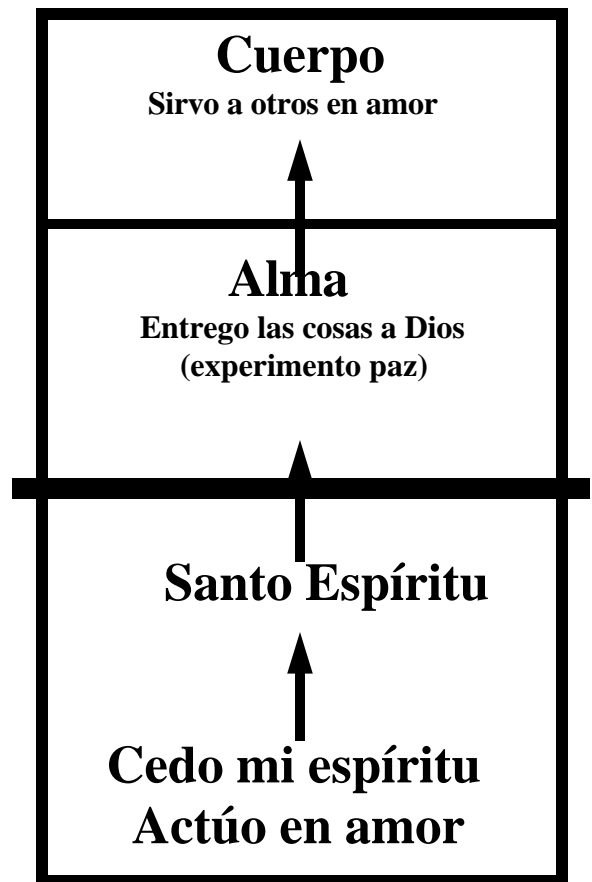 Cuerpo
Sirvo a otros en amor
Alma
Entrego las cosas a Dios
(experimento paz)
Santo Espíritu
Cedo mi espíritu
Actúo en amor